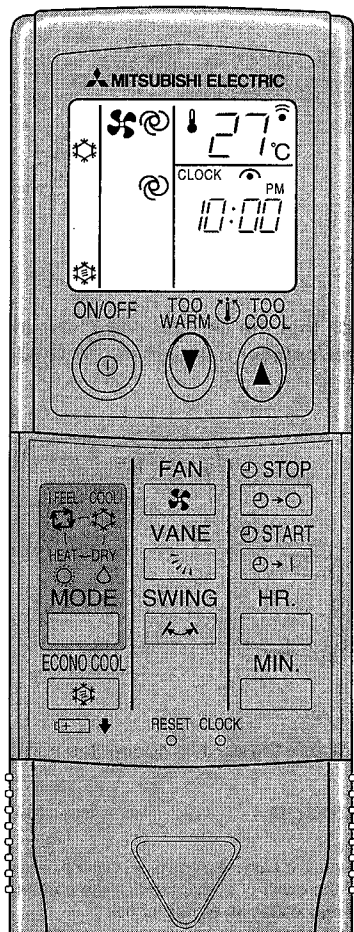 MITSUBISHI ELECTRIC
27°C
CLOCK
PM
10:00
ON/OFF
TOO WARM
TOO COOL
FAN
STOP
I FEEL COOL
VANE
START
HEAT DRY
MODE
SWING
HR.
ECONO COOL
MIN.
RESET CLOCK